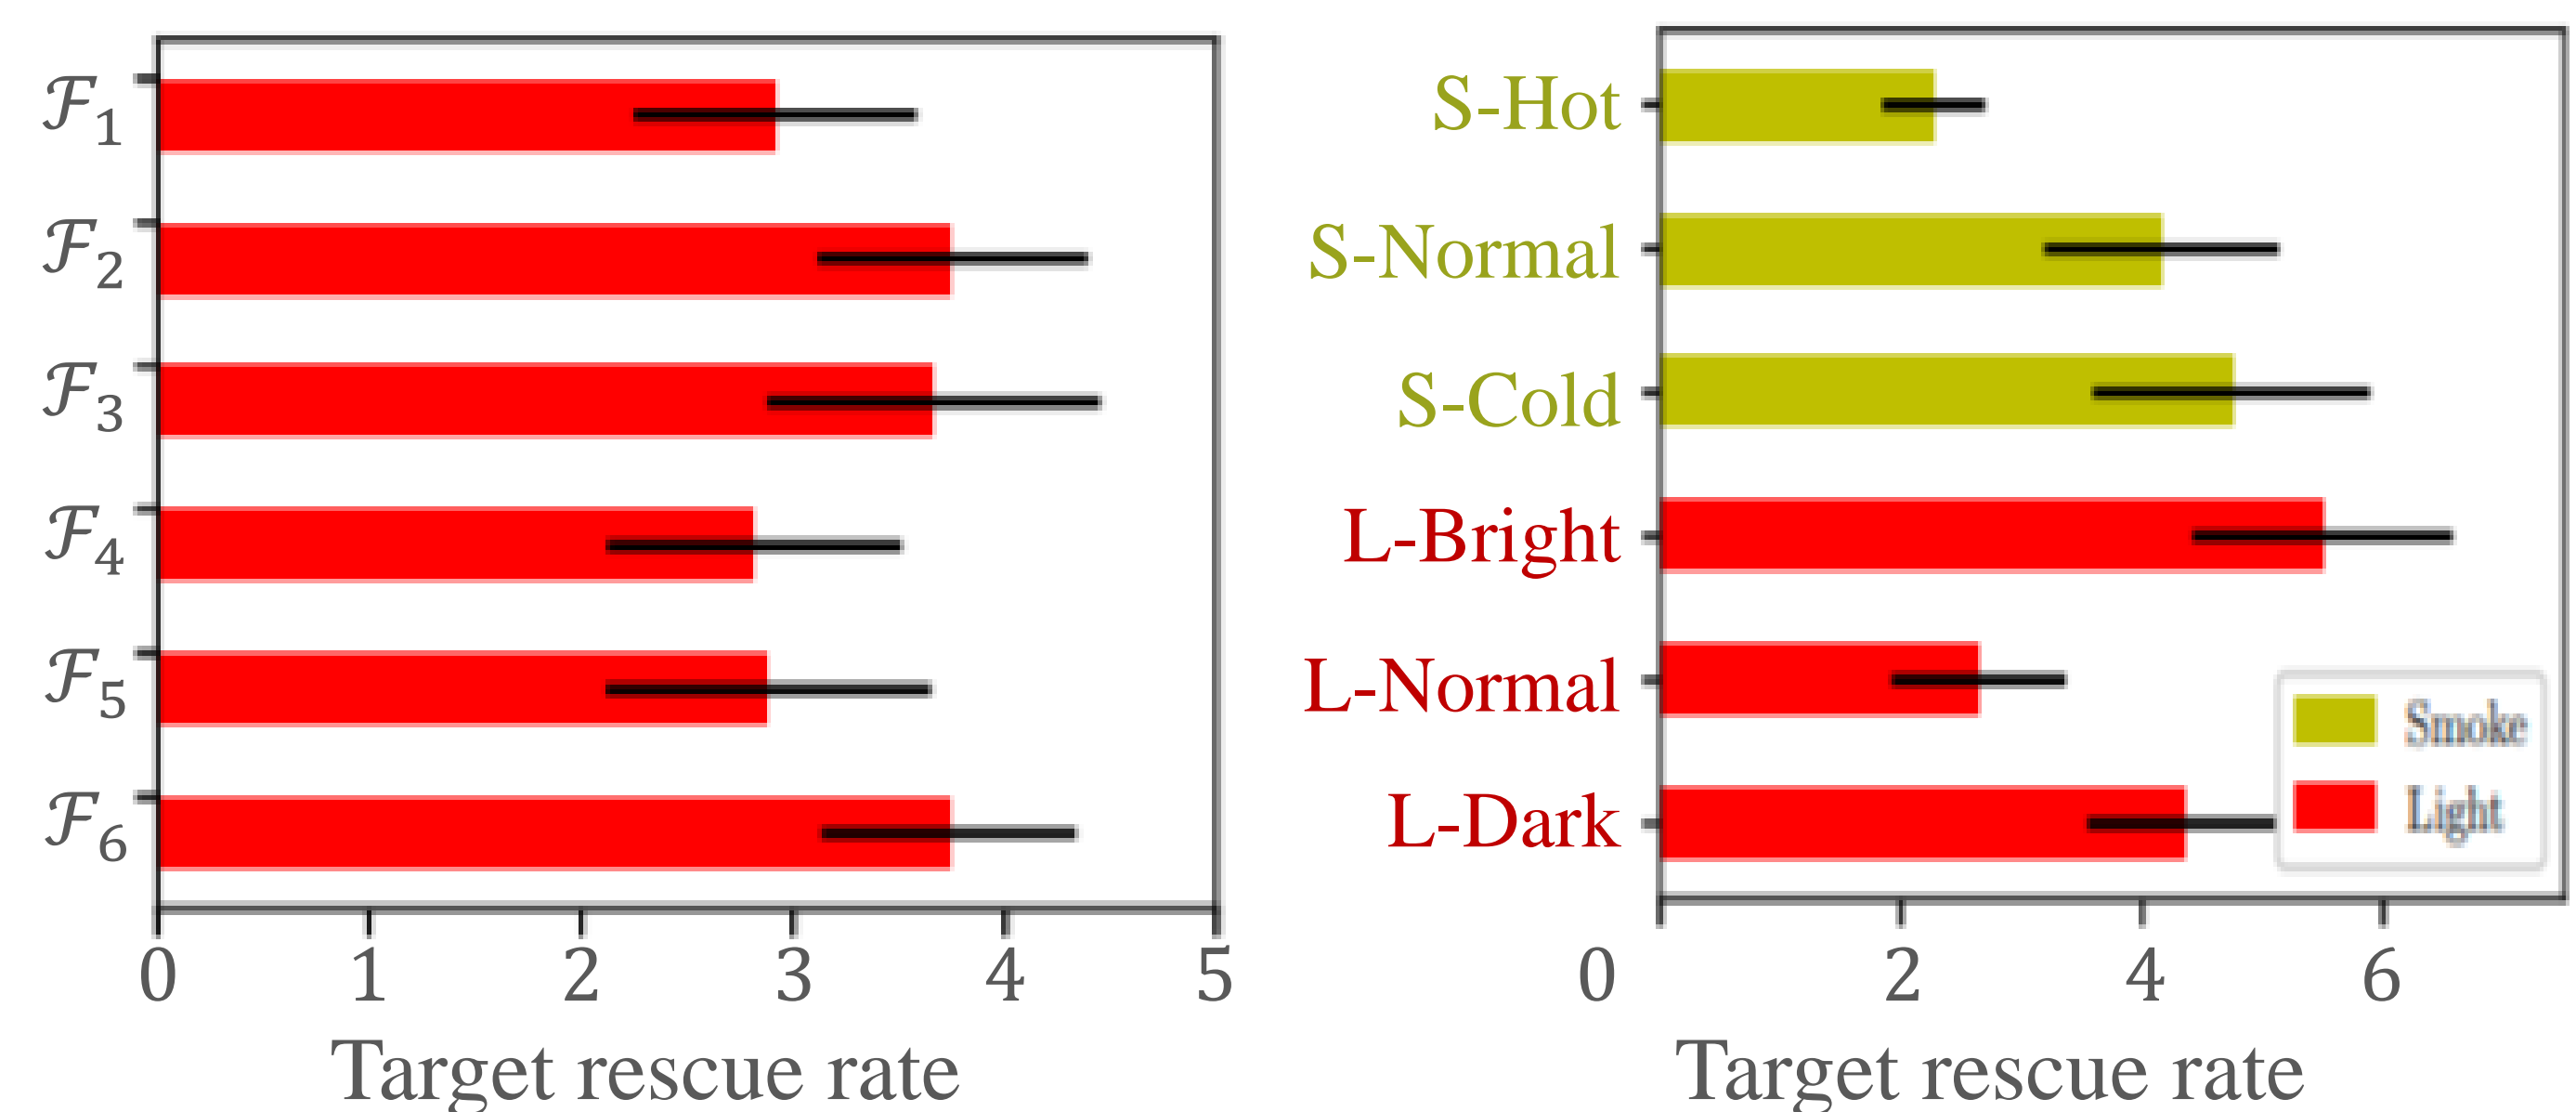 ℱ1
ℱ2
ℱ3
ℱ4
ℱ5
ℱ6
0 1 2 3 4 5
Target rescue rate
S-Hot
S-Normal
S-Cold
L-Bright
L-Normal
L-Dark
Smoke
Light
0 2 4 6
Target rescue rate